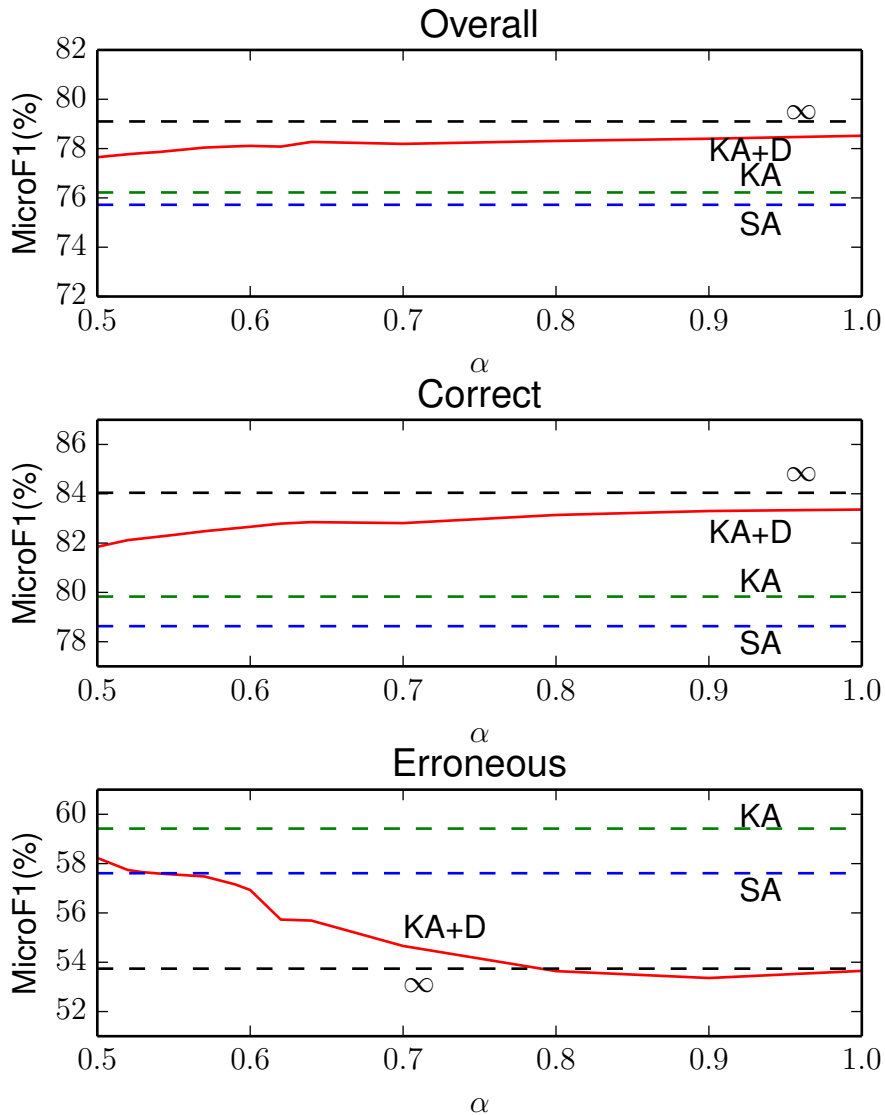 Overall
MicroF1(%)
82
80
78
76
74
72
∞
KA+D
KA
SA
0.5 0.6 0.7 0.8 0.9 1.0
α
Correct
MicroF1(%)
86
84
82
80
78
∞
KA+D
KA
SA
0.5 0.6 0.7 0.8 0.9 1.0
α
Erroneous
MicroF1(%)
60
58
56
54
52
KA
SA
KA+D
∞
0.5 0.6 0.7 0.8 0.9 1.0
α